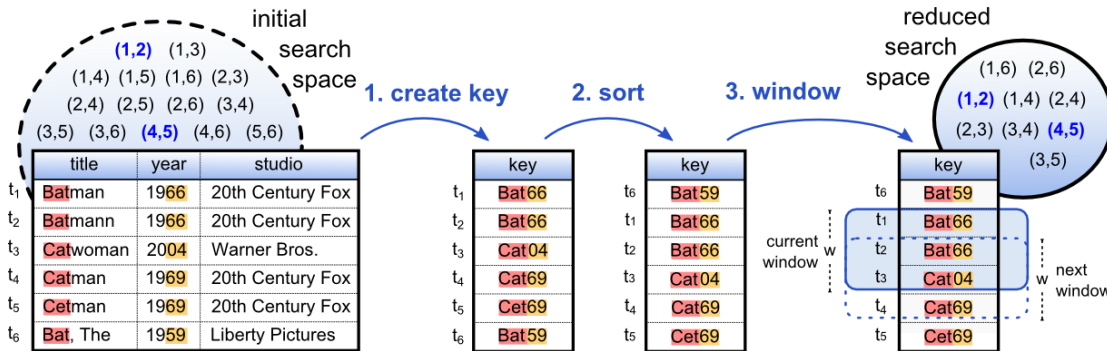 initial search space
(1,2) (1,3)
(1,4) (1,5) (1,6) (2,3)
(2,4) (2,5) (2,6) (3,4)
(3,5) (3,6) (4,5) (4,6) (5,6)
title year studio
t1 Batman 1966 20th Century Fox
t2 Batmann 1966 20th Century Fox
t3 Catwoman 2004 Warner Bros.
t4 Catman 1969 20th Century Fox
t5 Cetman 1969 20th Century Fox
t6 Bat, The 1959 Liberty Pictures
1. create key
key
t1 Bat66
t2 Bat66
t3 Cat04
t4 Cat69
t5 Cet69
t6 Bat59
2. sort
key
t6 Bat59
t1 Bat66
t2 Bat66
t3 Cat04
t4 Cat69
t5 Cet69
3. window
reduced search space
(1,6) (2,6)
(1,2) (1,4) (2,4)
(2,3) (3,4) (4,5)
(3,5)
key
t6 Bat59
t1 Bat66
t2 Bat66
t3 Cat04
t4 Cat69
t5 Cet69
current window
w
w
next window